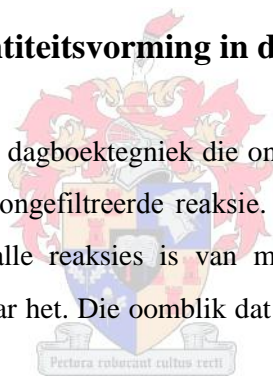 ntiteitsvorming in d
dagboektegniek die on
ongefiltreerde reaksie.
alle reaksies is van m
ar het. Die oomblik dat
Pectora roborant cultus recti